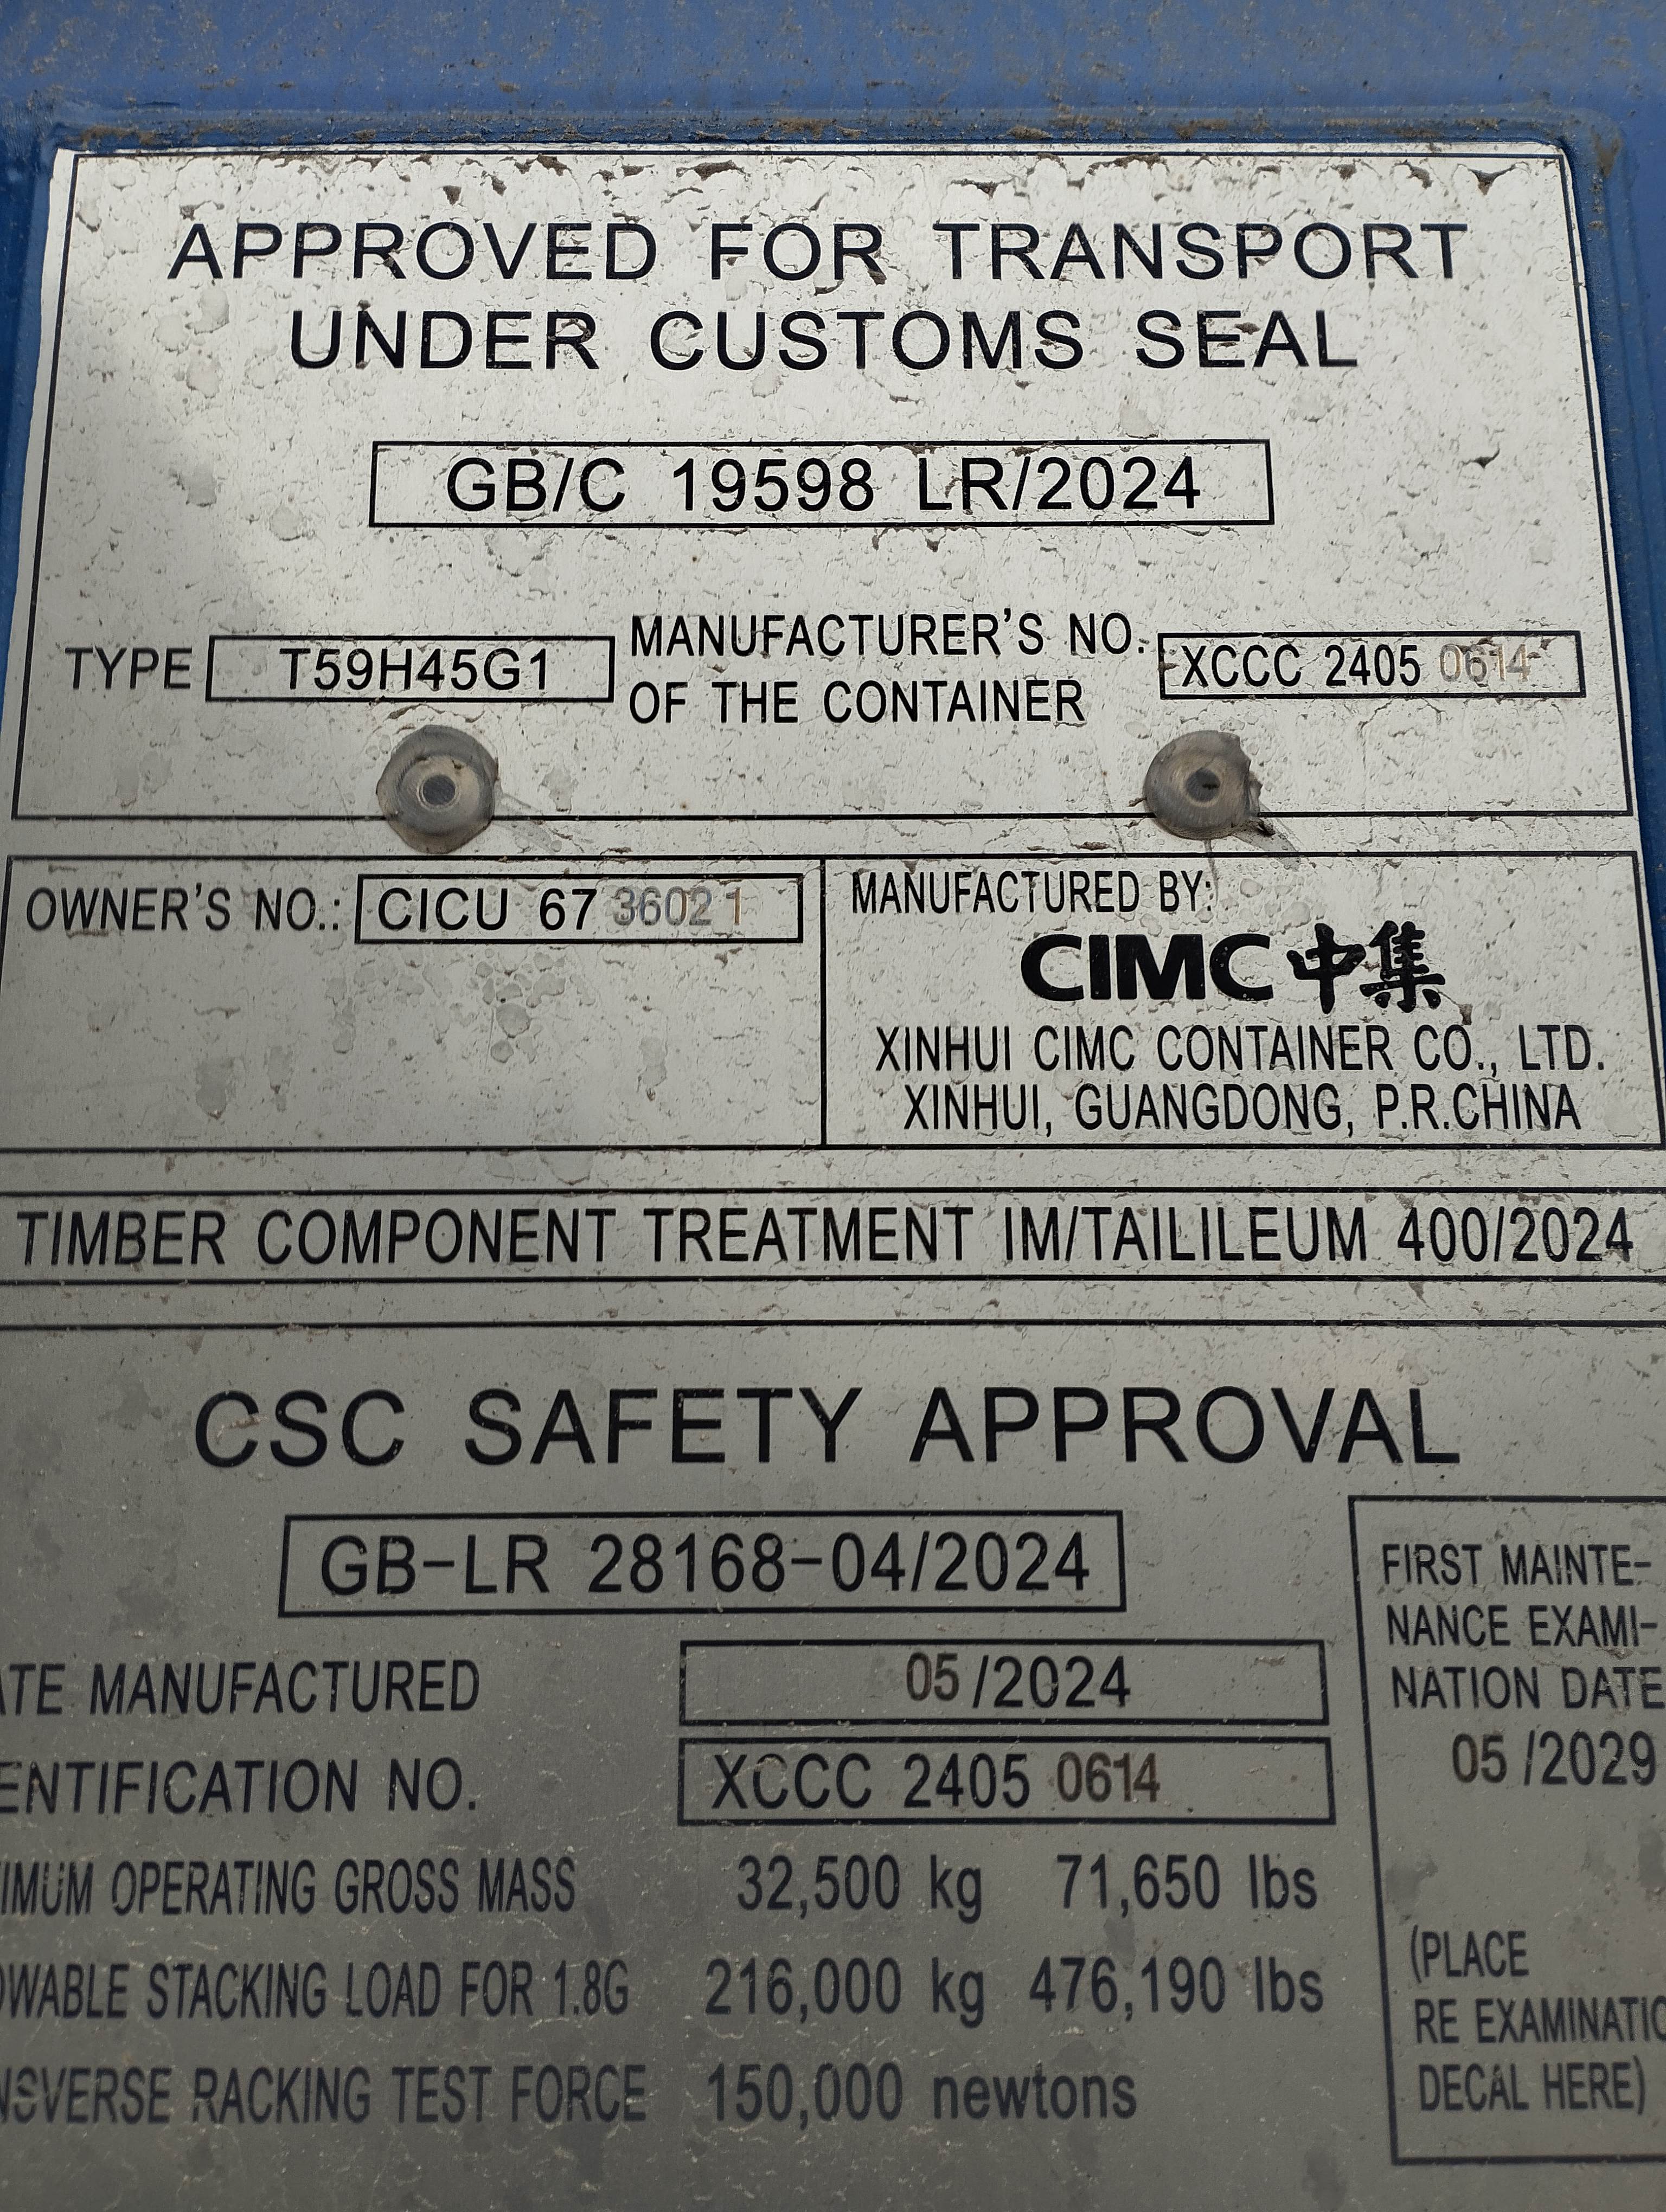 APPROVED FOR TRANSPORT
UNDER CUSTOMS SEAL
GB/C 19598 LR/2024
TYPE T59H45G1 MANUFACTURER'S NO. OF THE CONTAINER XCCC 2405 0614
OWNER'S NO.: CICU 67 36021
MANUFACTURED BY:
CIMC 中集
XINHUI CIMC CONTAINER CO., LTD.
XINHUI, GUANGDONG, P.R.CHINA
TIMBER COMPONENT TREATMENT IM/TAILILEUM 400/2024
CSC SAFETY APPROVAL
GB-LR 28168-04/2024
ATE MANUFACTURED 05/2024
ENTIFICATION NO. XCCC 2405 0614
IMUM OPERATING GROSS MASS 32,500 kg 71,650 lbs
OWABLE STACKING LOAD FOR 1.8G 216,000 kg 476,190 lbs
NSVERSE RACKING TEST FORCE 150,000 newtons
FIRST MAINTE-
NANCE EXAMI-
NATION DATE
05/2029
(PLACE
RE EXAMINATIO
DECAL HERE)